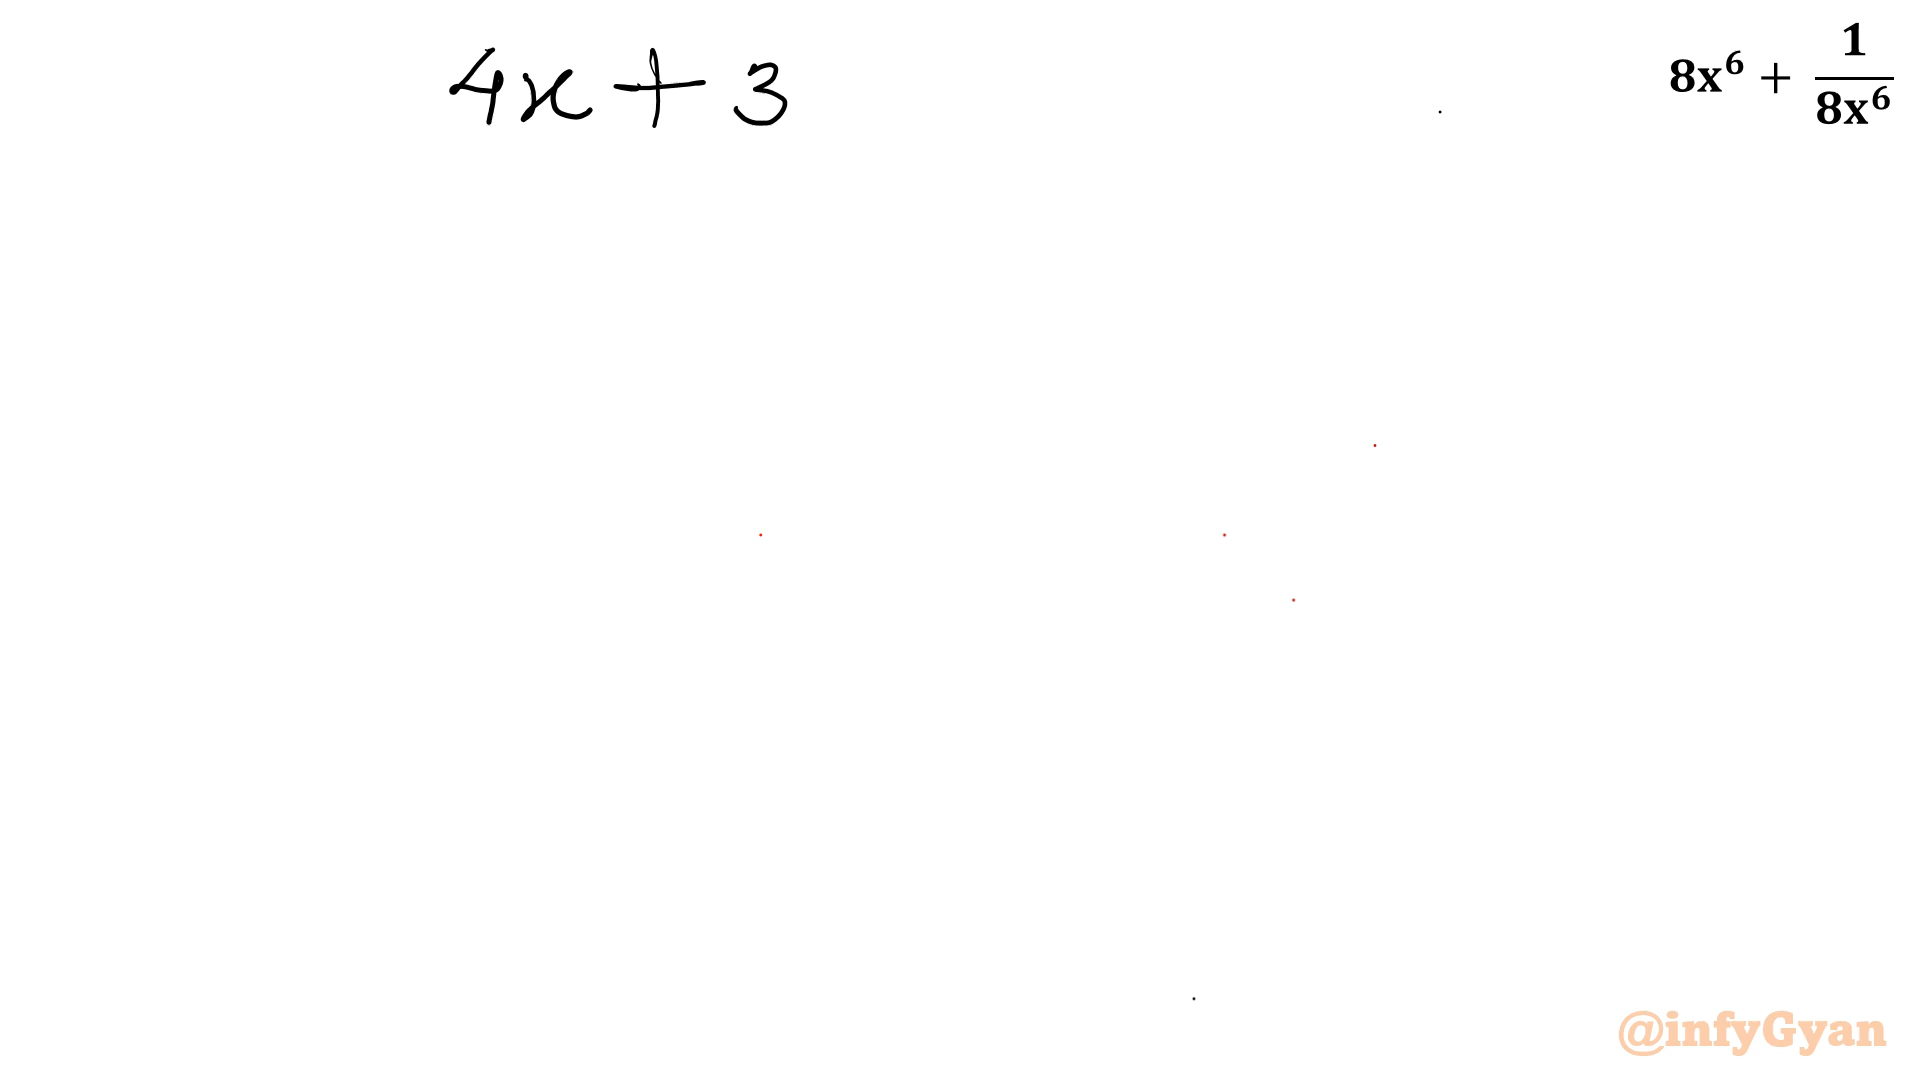 4x + 3
8x⁶ + 1/8x⁶
@infyGyan